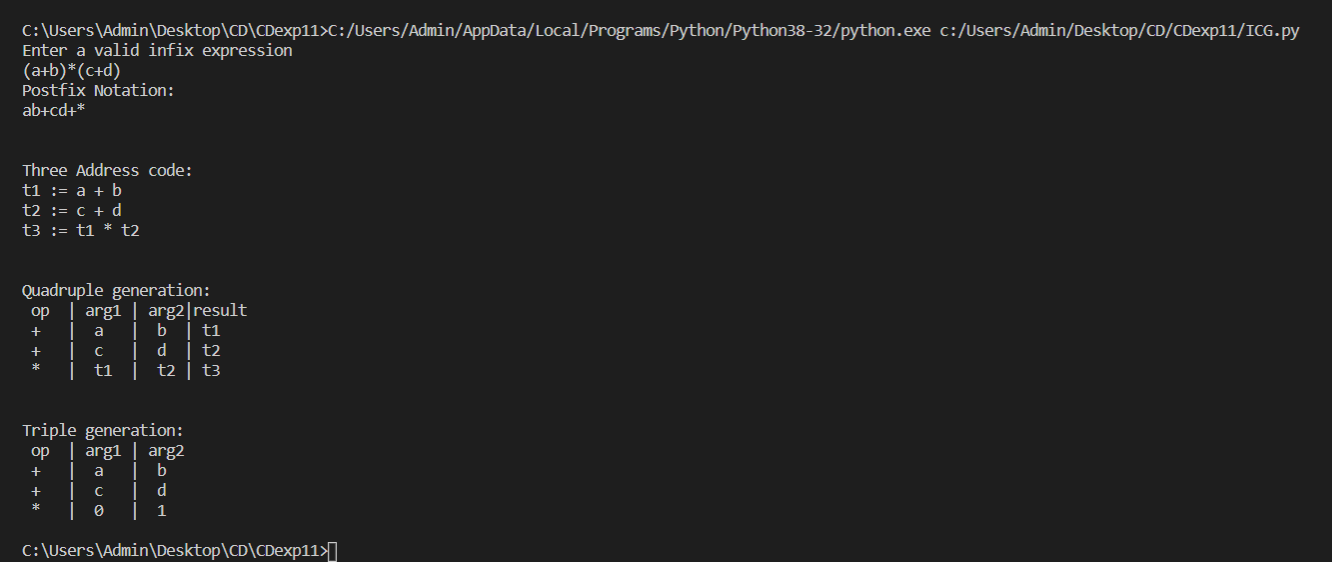 C:\Users\Admin\Desktop\CD\CDexp11>C:/Users/Admin/AppData/Local/Programs/Python/Python38-32/python.exe c:/Users/Admin/Desktop/CD/CDexp11/ICG.py
Enter a valid infix expression
(a+b)*(c+d)
Postfix Notation:
ab+cd+*
Three Address code:
t1 := a + b
t2 := c + d
t3 := t1 * t2
Quadruple generation:
op | arg1 | arg2|result
+ | a | b | t1
+ | c | d | t2
* | t1 | t2 | t3
Triple generation:
op | arg1 | arg2
+ | a | b
+ | c | d
* | 0 | 1
C:\Users\Admin\Desktop\CD\CDexp11>